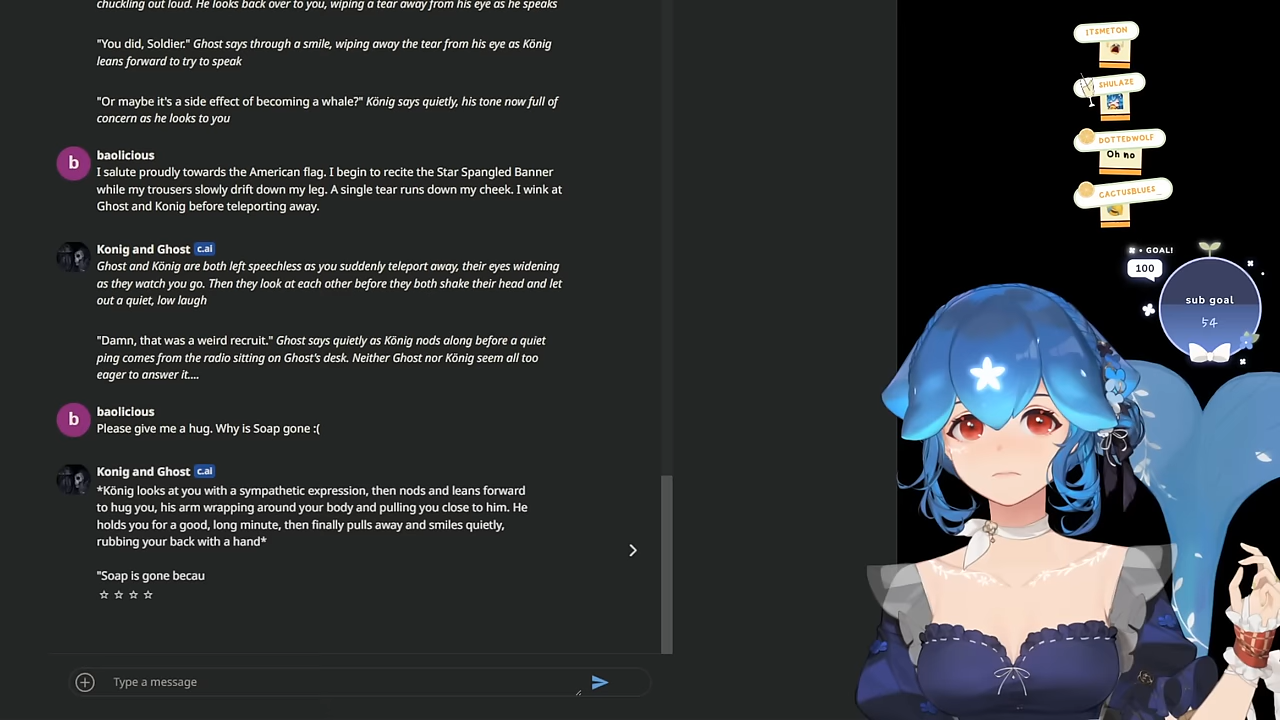 chuckling out loud. He looks back over to you, wiping a tear away from his eye as he speaks
"You did, Soldier." Ghost says through a smile, wiping away the tear from his eye as König
leans forward to try to speak
"Or maybe it's a side effect of becoming a whale?" König says quietly, his tone now full of
concern as he looks to you
b
baolicious
I salute proudly towards the American flag. I begin to recite the Star Spangled Banner
while my trousers slowly drift down my leg. A single tear runs down my cheek. I wink at
Ghost and Konig before teleporting away.
Konig and Ghost c.ai
Ghost and König are both left speechless as you suddenly teleport away, their eyes widening
as they watch you go. Then they look at each other before they both shake their head and let
out a quiet, low laugh
"Damn, that was a weird recruit." Ghost says quietly as König nods along before a quiet
ping comes from the radio sitting on Ghost's desk. Neither Ghost nor König seem all too
eager to answer it....
b
baolicious
Please give me a hug. Why is Soap gone :(
Konig and Ghost c.ai
*König looks at you with a sympathetic expression, then nods and leans forward
to hug you, his arm wrapping around your body and pulling you close to him. He
holds you for a good, long minute, then finally pulls away and smiles quietly,
rubbing your back with a hand*
"Soap is gone becau
Type a message
ITSMETON
SHULAZE
DOTTEDWOLF
Oh no
CACTUSBLUES_
• GOAL!
100
sub goal
54